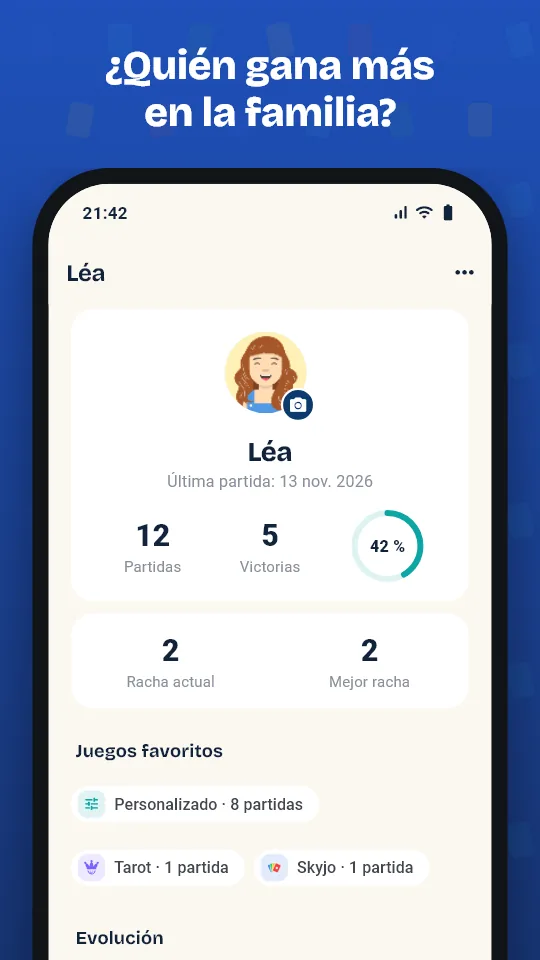 ¿Quién gana más
en la familia?
21:42
Léa
Léa
Última partida: 13 nov. 2026
12
Partidas
5
Victorias
42 %
2
Racha actual
2
Mejor racha
Juegos favoritos
Personalizado · 8 partidas
Tarot · 1 partida
Skyjo · 1 partida
Evolución